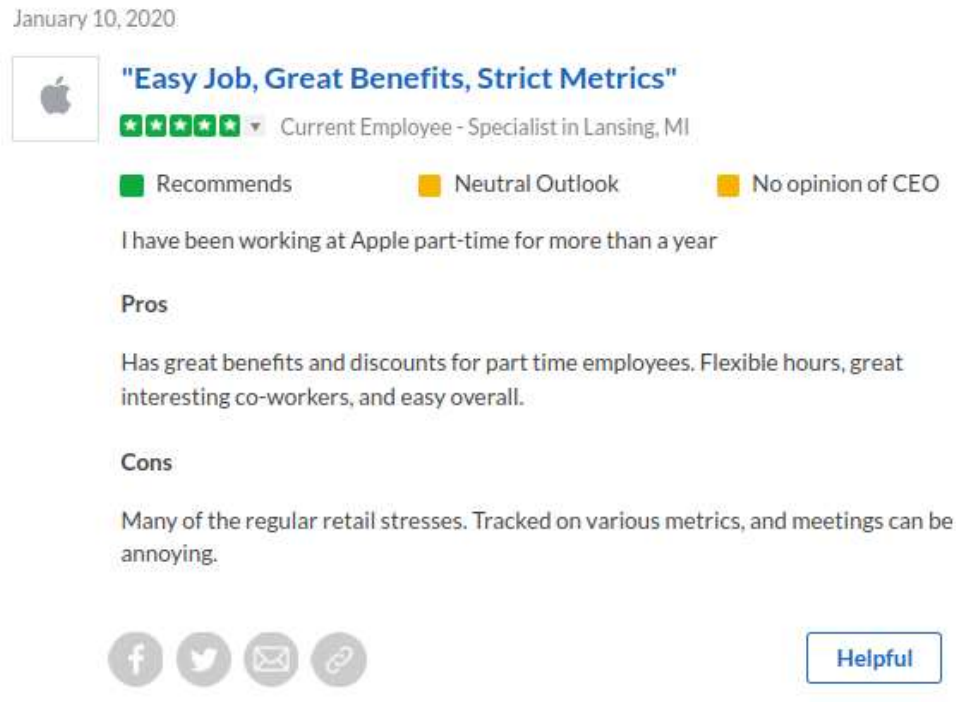 January 10, 2020
"Easy Job, Great Benefits, Strict Metrics"
Current Employee - Specialist in Lansing, MI
Recommends Neutral Outlook No opinion of CEO
I have been working at Apple part-time for more than a year
Pros
Has great benefits and discounts for part time employees. Flexible hours, great
interesting co-workers, and easy overall.
Cons
Many of the regular retail stresses. Tracked on various metrics, and meetings can be
annoying.
Helpful